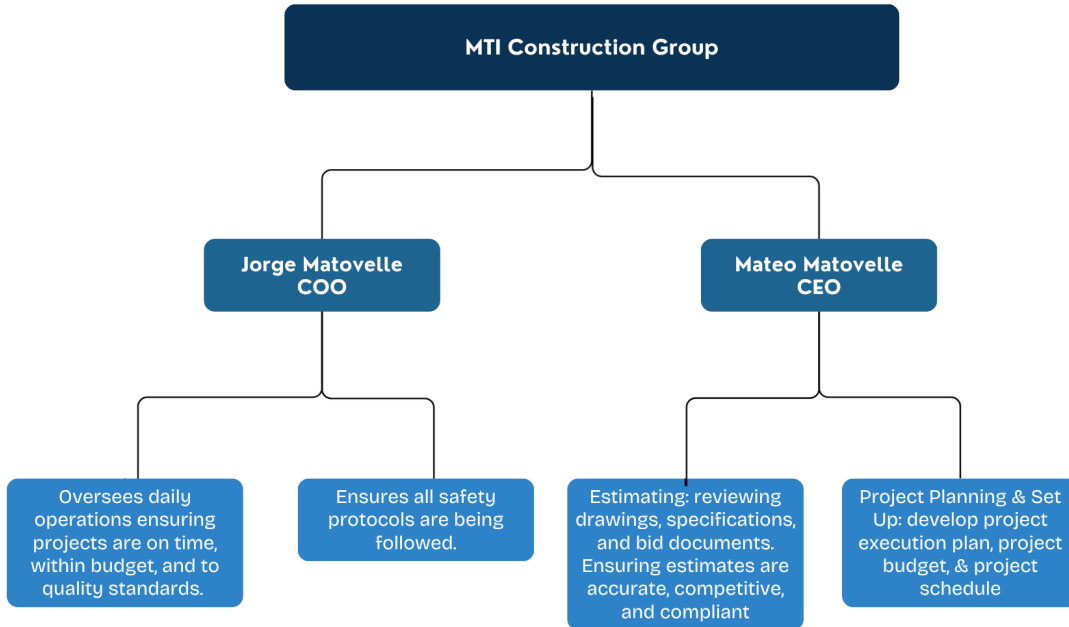 MTI Construction Group
Jorge Matovelle
COO
Mateo Matovelle
CEO
Oversees daily
operations ensuring
projects are on time,
within budget, and to
quality standards.
Ensures all safety
protocols are being
followed.
Estimating: reviewing
drawings, specifications,
and bid documents.
Ensuring estimates are
accurate, competitive,
and compliant
Project Planning & Set
Up: develop project
execution plan, project
budget, & project
schedule